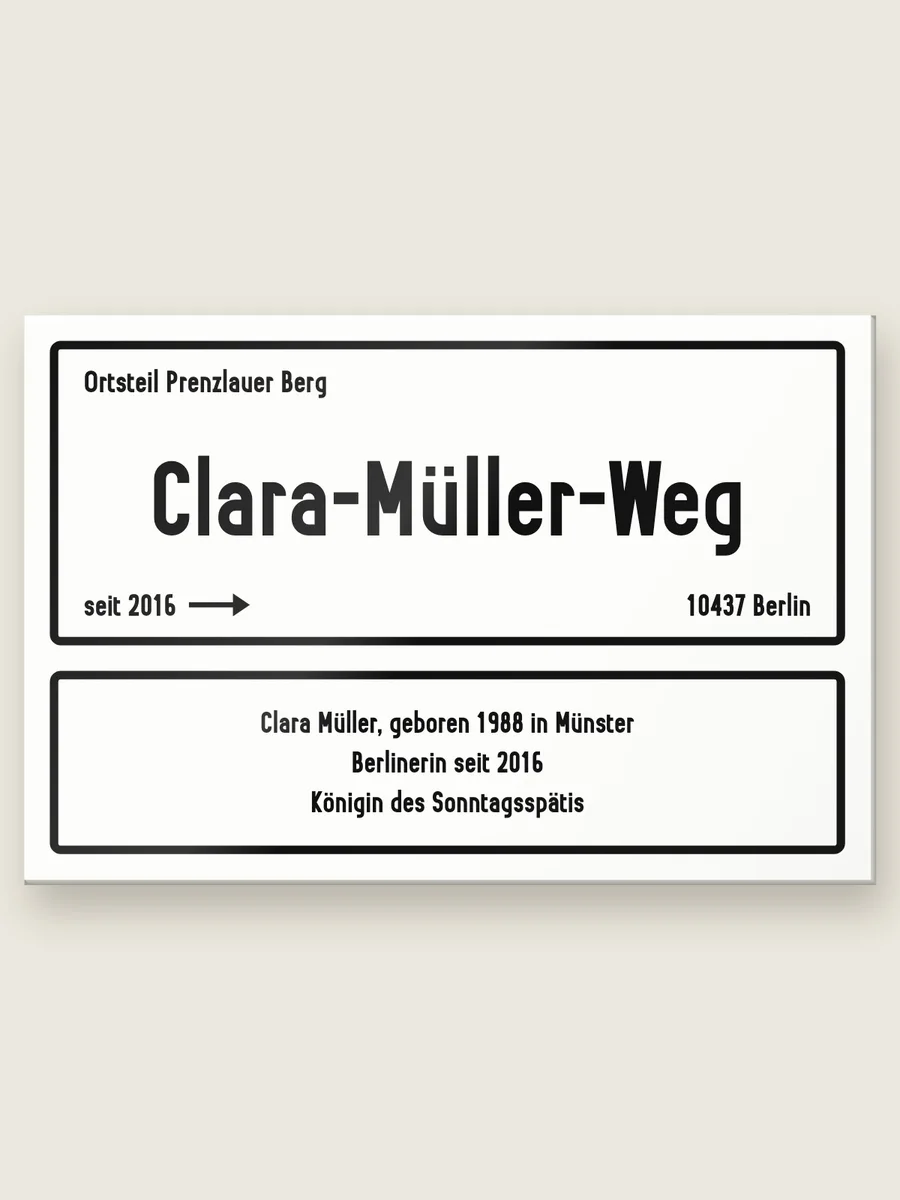 Ortsteil Prenzlauer Berg
Clara-Müller-Weg
seit 2016 → 10437 Berlin
Clara Müller, geboren 1988 in Münster
Berlinerin seit 2016
Königin des Sonntagsspätis